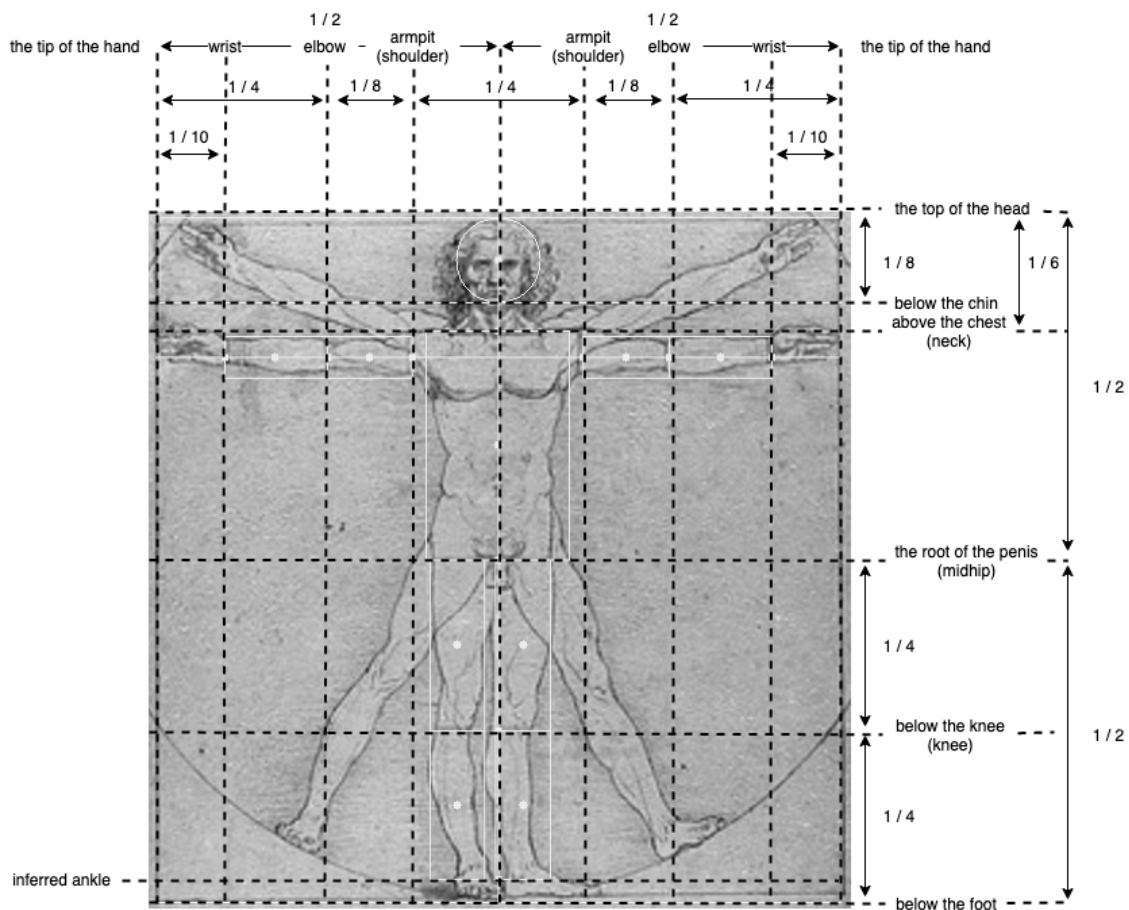 1 / 2 1 / 2
the tip of the hand wrist elbow armpit armpit elbow wrist the tip of the hand
(shoulder) (shoulder)
1 / 4 1 / 8 1 / 4 1 / 8 1 / 4
1 / 10 1 / 10
the top of the head
1 / 8 1 / 6
below the chin
above the chest
(neck)
1 / 2
the root of the penis
(midhip)
1 / 4
below the knee
(knee)
1 / 2
1 / 4
inferred ankle
below the foot